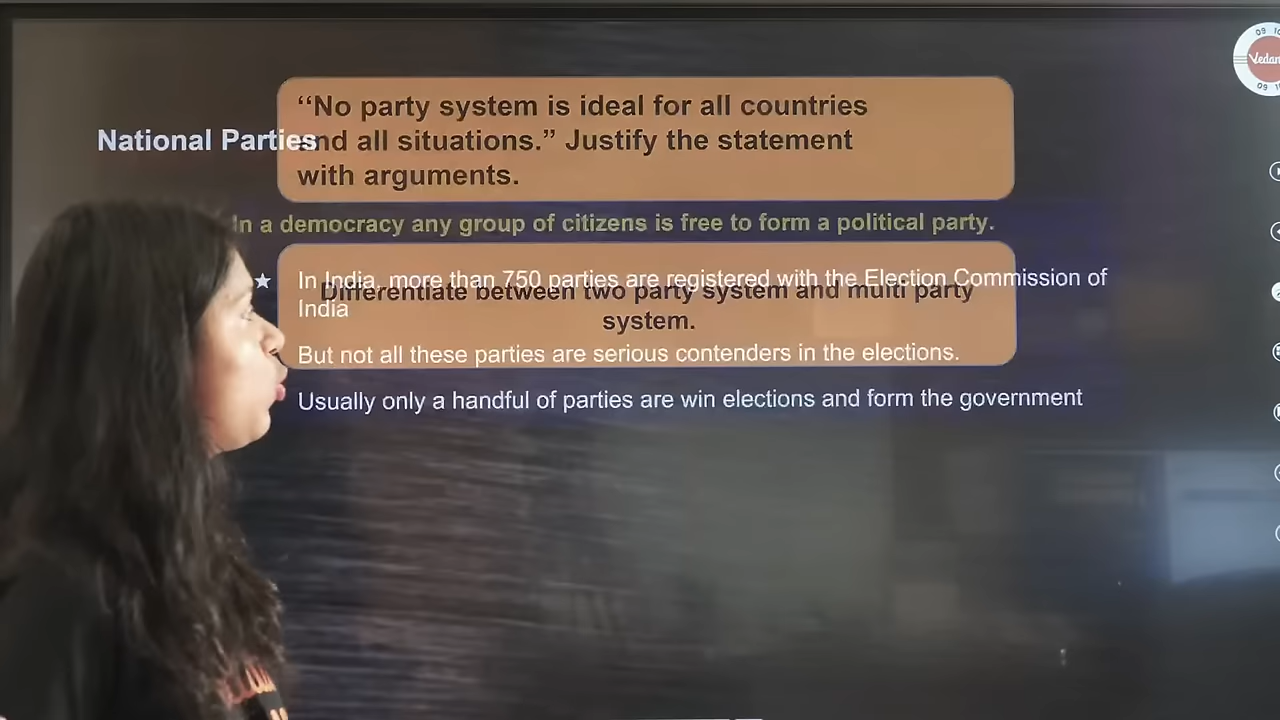 “No party system is ideal for all countries
National Parties
and all situations.” Justify the statement
with arguments.
In a democracy any group of citizens is free to form a political party.
★ In India, more than 750 parties are registered with the Election Commission of
India
Differentiate between two party system and multi party
system.
But not all these parties are serious contenders in the elections.
Usually only a handful of parties are win elections and form the government
09
09